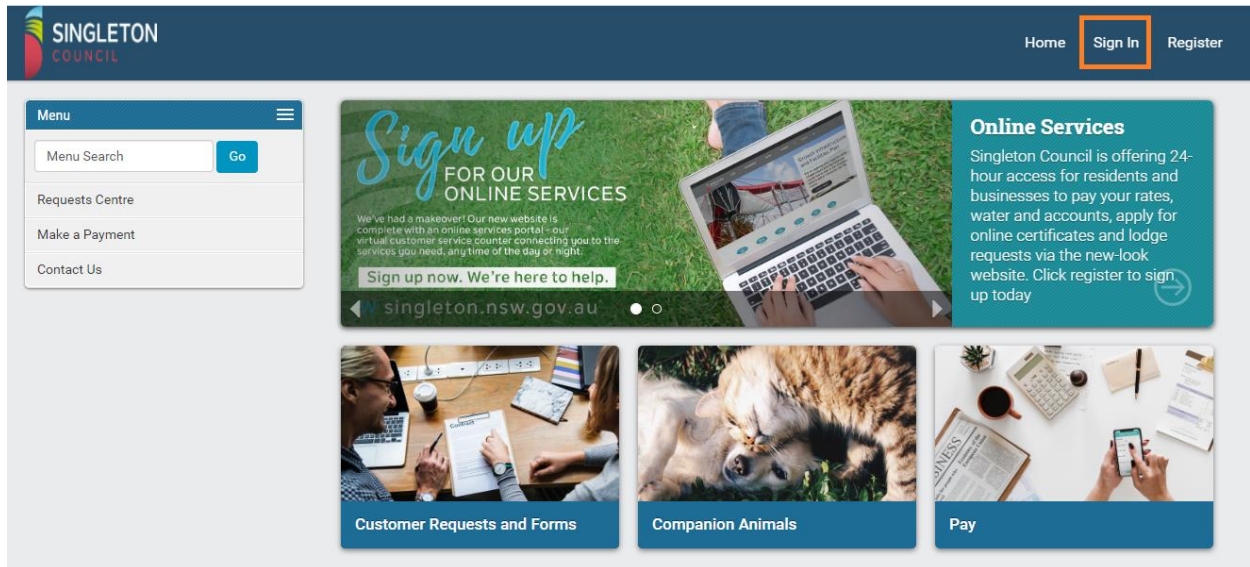 SINGLETON
COUNCIL
Home Sign In Register
Menu
Menu Search Go
Requests Centre
Make a Payment
Contact Us
Sign up
FOR OUR
ONLINE SERVICES
We've had a makeover! Our new website is
complete with an online services portal - our
virtual customer service counter connecting you to the
services you need, any time of the day or night.
Sign up now. We're here to help.
singleton.nsw.gov.au
Online Services
Singleton Council is offering 24-
hour access for residents and
businesses to pay your rates,
water and accounts, apply for
online certificates and lodge
requests via the new-look
website. Click register to sign
up today
Contract
BUSINESS
Customer Requests and Forms
Companion Animals
Pay